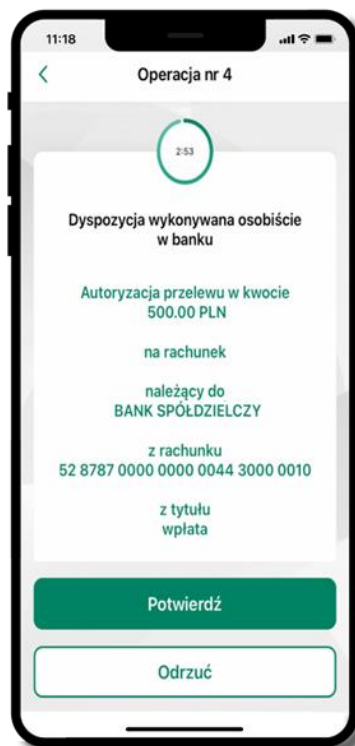 11:18
Operacja nr 4
2:53
Dyspozycja wykonywana osobiście
w banku
Autoryzacja przelewu w kwocie
500.00 PLN
na rachunek
należący do
BANK SPÓŁDZIELCZY
z rachunku
52 8787 0000 0000 0044 3000 0010
z tytułu
wpłata
Potwierdź
Odrzuć